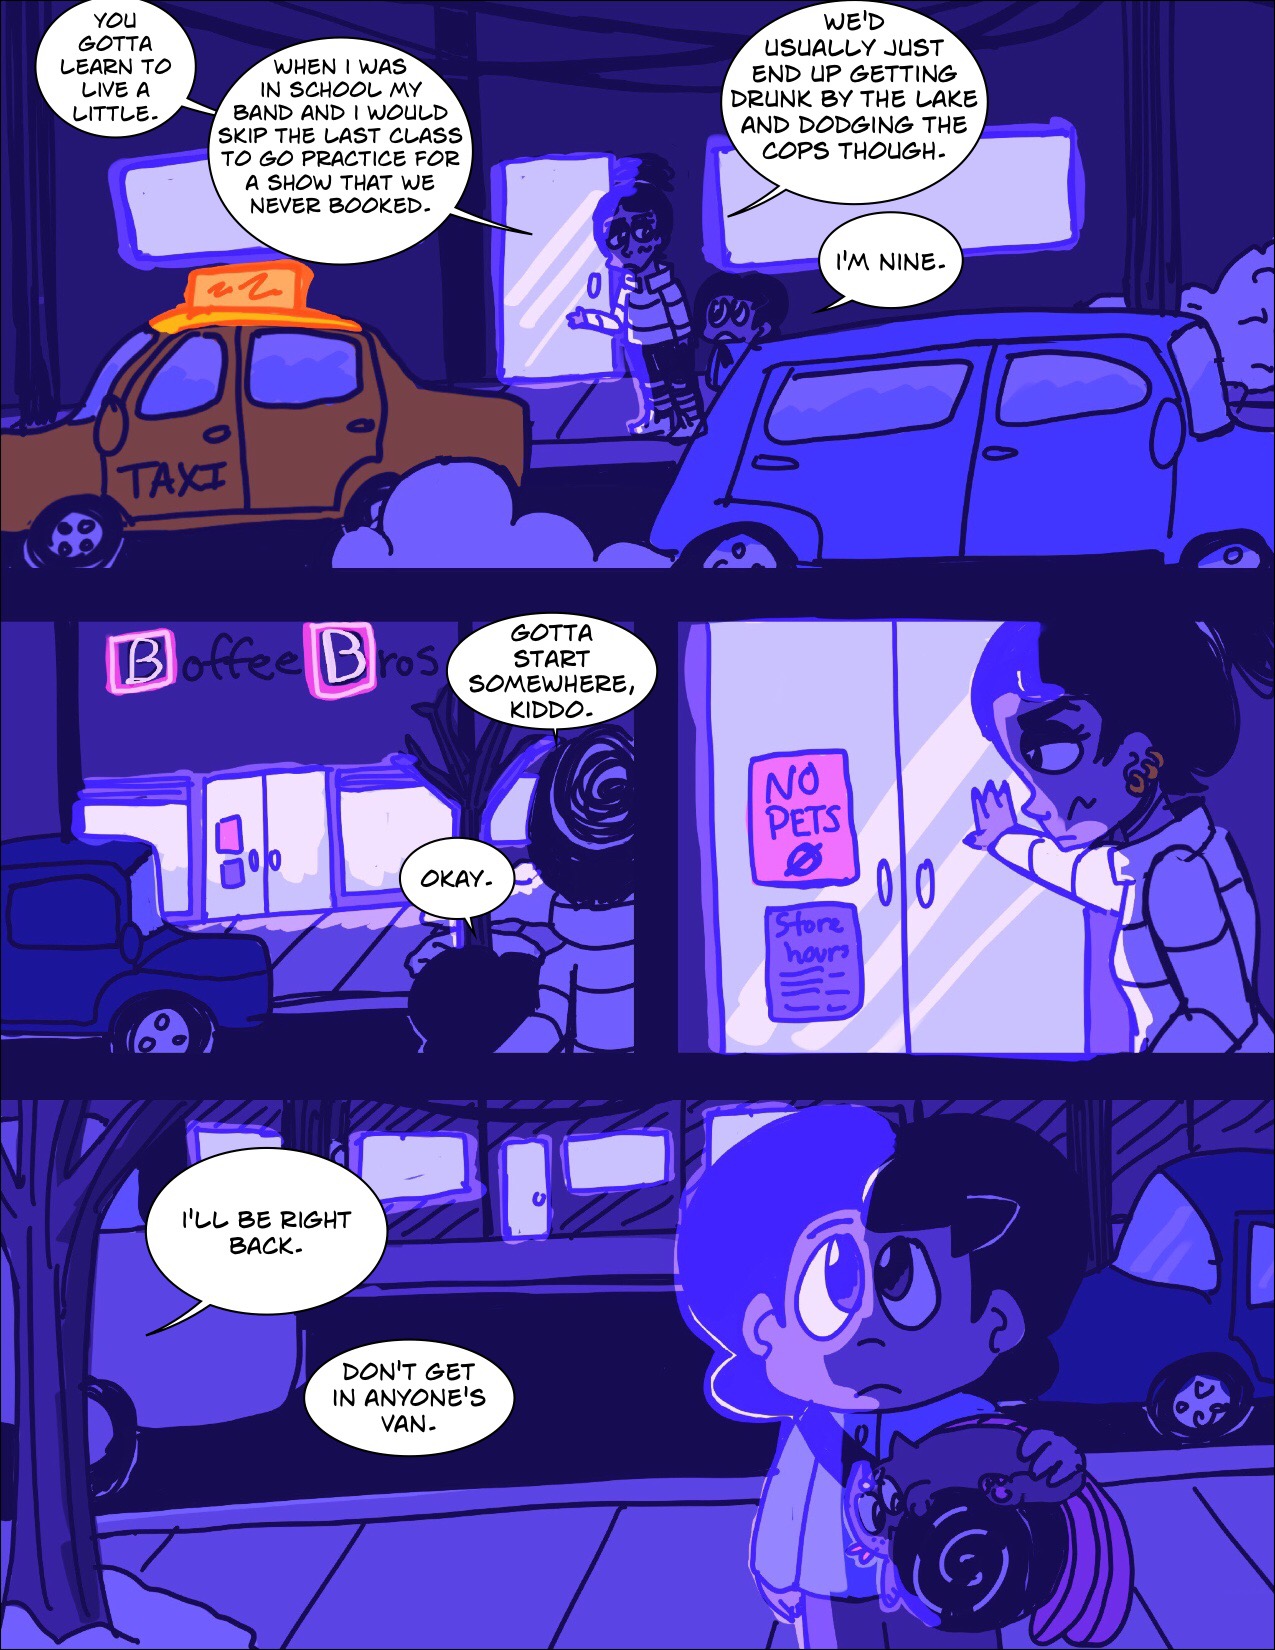 YOU
GOTTA
LEARN TO
LIVE A
LITTLE.
WHEN I WAS
IN SCHOOL MY
BAND AND I WOULD
SKIP THE LAST CLASS
TO GO PRACTICE FOR
A SHOW THAT WE
NEVER BOOKED.
WE'D
USUALLY JUST
END UP GETTING
DRUNK BY THE LAKE
AND DODGING THE
COPS THOUGH.
I'M NINE.
TAXI
Boffee Bros
GOTTA
START
SOMEWHERE,
KIDDO.
OKAY.
NO
PETS
Store
hours
I'LL BE RIGHT
BACK.
DON'T GET
IN ANYONE'S
VAN.